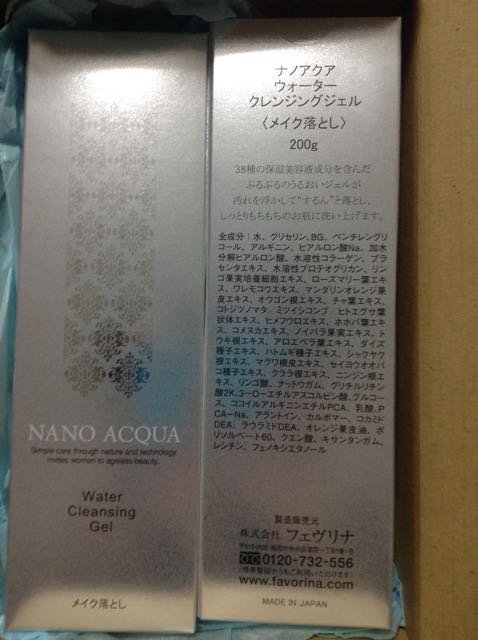 NANO ACQUA
Simple care through nature and technology
invites women to ageless beauty.
Water
Cleansing
Gel
メイク落とし
ナノアクア
ウォーター
クレンジングジェル
〈メイク落とし〉
200g
38種の保湿美容液成分を含んだ
ぷるぷるのうるおいジェルが
汚れを浮かして“するん”と落とし、
しっとりもちもちのお肌に洗い上げます。
全成分：水、グリセリン、BG、ペンチレングリ
コール、アルギニン、ヒアルロン酸Na、加水
分解ヒアルロン酸、水溶性コラーゲン、プラ
センタエキス、水溶性プロテオグリカン、リン
ゴ果実培養細胞エキス、ローズマリー葉エキ
ス、ワレモコウエキス、マンダリンオレンジ果
皮エキス、オウゴン根エキス、チャ葉エキス、
コトジツノマタ／ミツイシコンブ／ヒトエグサ葉
状体エキス、ヒメフウロエキス、ホホバ葉エキ
ス、コメヌカエキス、ノイバラ果実エキス、ト
ウキ根エキス、アロエベラ葉エキス、ダイズ
種子エキス、ハトムギ種子エキス、シャクヤク
根エキス、マグワ根皮エキス、セイヨウオオバ
コ種子エキス、クララ根エキス、ニンジン根エ
キス、リンゴ酸、ナットウガム、グリチルリチン
酸2K、3-O-エチルアスコルビン酸、グルコー
ス、ココイルアルギニンエチルPCA、乳酸、P
CA-Na、アラントイン、カルボマー、コカミド
DEA、ラウラミドDEA、オレンジ果皮油、ポ
リソルベート60、クエン酸、キサンタンガム、
レシチン、フェノキシエタノール
製造販売元
株式会社 フェヴリナ
0120-732-556
(携帯電話からもご利用いただけます)
www.favorina.com
MADE IN JAPAN